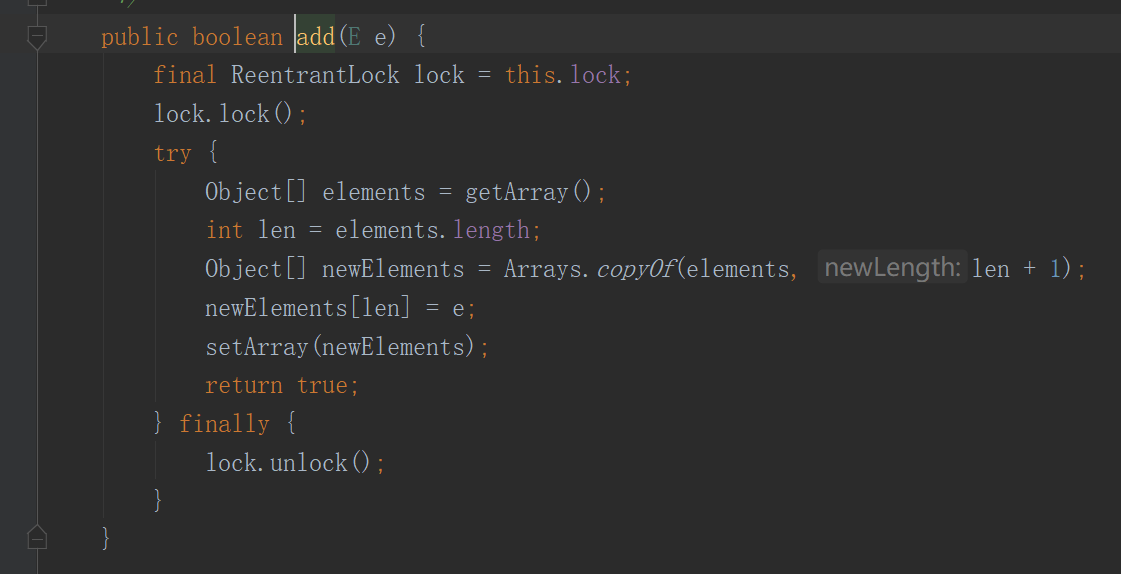 */
public boolean add(E e) {
final ReentrantLock lock = this.lock;
lock.lock();
try {
Object[] elements = getArray();
int len = elements.length;
Object[] newElements = Arrays.copyOf(elements, newLength: len + 1);
newElements[len] = e;
setArray(newElements);
return true;
} finally {
lock.unlock();
}
}